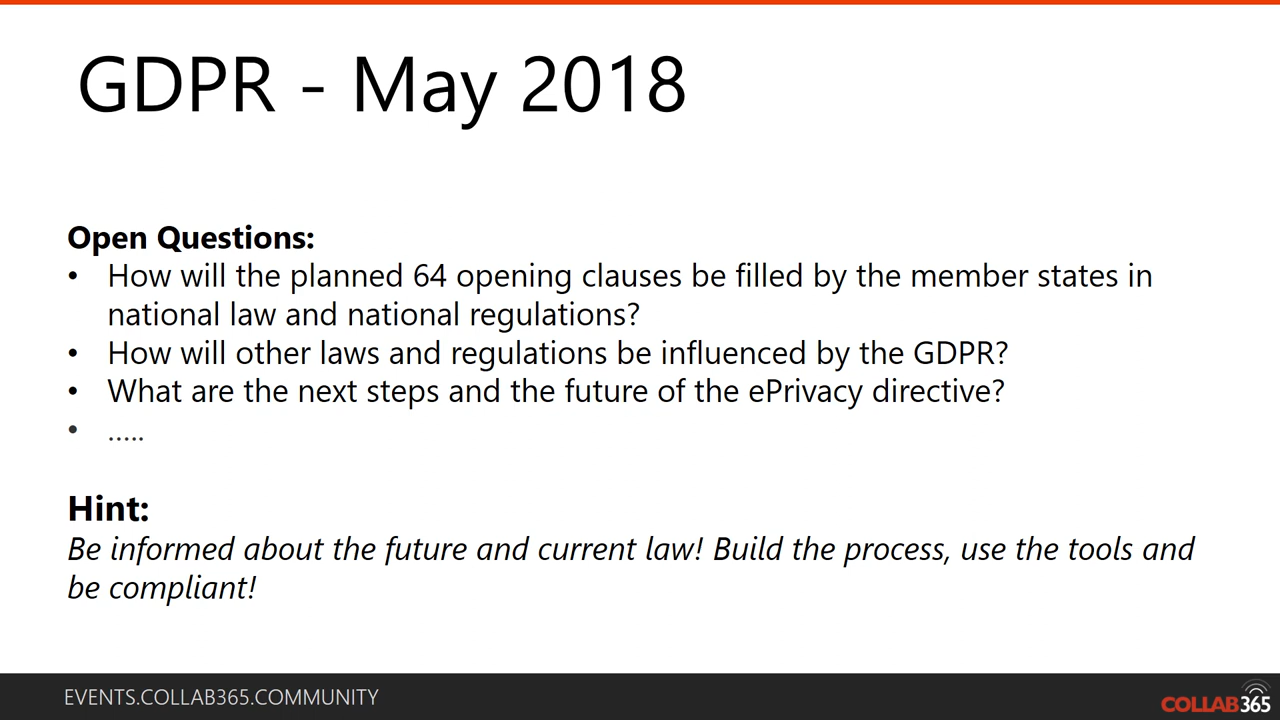 GDPR - May 2018
Open Questions:
• How will the planned 64 opening clauses be filled by the member states in
national law and national regulations?
• How will other laws and regulations be influenced by the GDPR?
• What are the next steps and the future of the ePrivacy directive?
• .....
Hint:
Be informed about the future and current law! Build the process, use the tools and
be compliant!
EVENTS.COLLAB365.COMMUNITY
COLLAB365